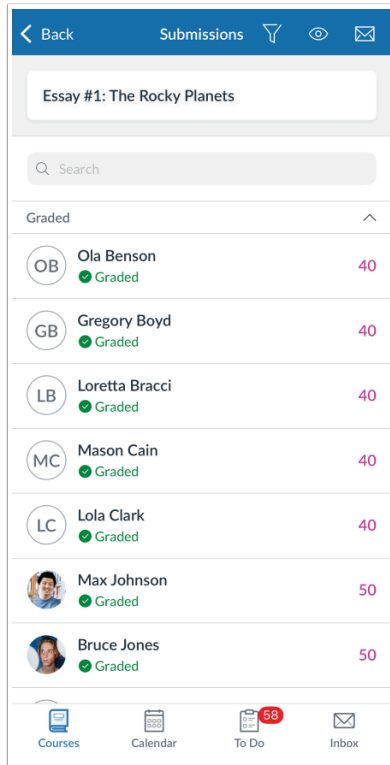 Back Submissions
Essay #1: The Rocky Planets
Search
Graded
OB Ola Benson 40
Graded
GB Gregory Boyd 40
Graded
LB Loretta Bracci 40
Graded
MC Mason Cain 40
Graded
LC Lola Clark 40
Graded
Max Johnson 50
Graded
Bruce Jones 50
Graded
58
Courses Calendar To Do Inbox